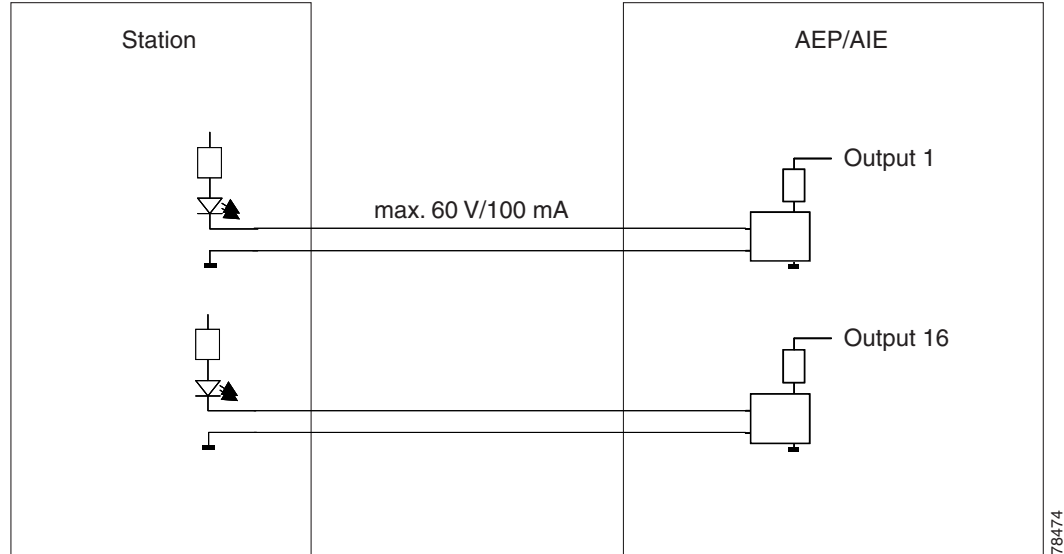 Station
AEP/AIE
Output 1
max. 60 V/100 mA
Output 16
78474